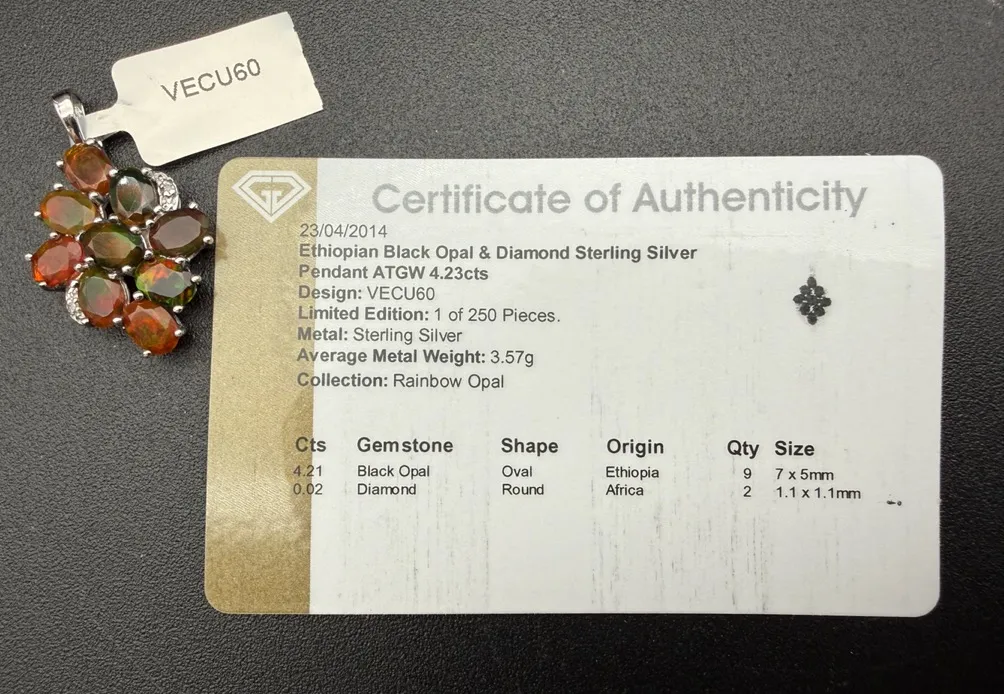 VECU60
GG
Certificate of Authenticity
23/04/2014
Ethiopian Black Opal & Diamond Sterling Silver
Pendant ATGW 4.23cts
Design: VECU60
Limited Edition: 1 of 250 Pieces.
Metal: Sterling Silver
Average Metal Weight: 3.57g
Collection: Rainbow Opal
Cts Gemstone Shape Origin Qty Size
4.21 Black Opal Oval Ethiopia 9 7 x 5mm
0.02 Diamond Round Africa 2 1.1 x 1.1mm